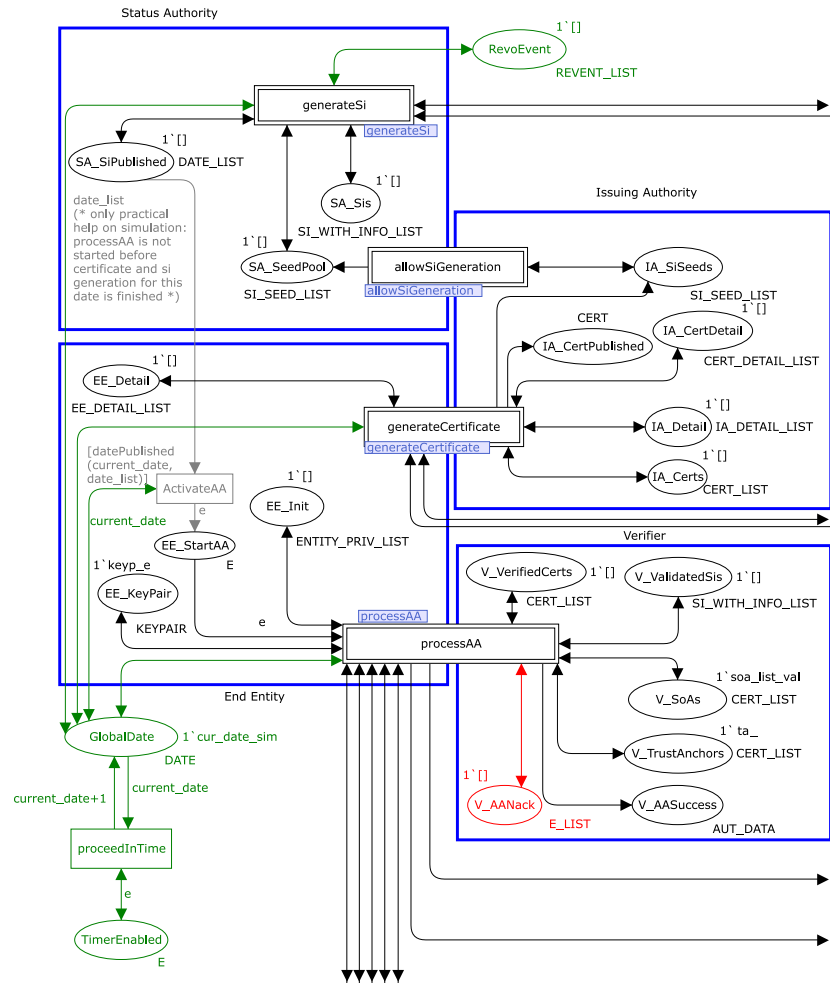 Status Authority
1`[]
RevoEvent
REVENT_LIST
generateSi
generateSi
1`[]
SA_SiPublished
DATE_LIST
1`[]
SA_Sis
SI_WITH_INFO_LIST
date_list
(* only practical
help on simulation:
processAA is not
started before
certificate and si
generation for this
date is finished *)
1`[]
SA_SeedPool
SI_SEED_LIST
allowSiGeneration
allowSiGeneration
Issuing Authority
IA_SiSeeds
SI_SEED_LIST
CERT
IA_CertPublished
1`[]
IA_CertDetail
CERT_DETAIL_LIST
1`[]
EE_Detail
EE_DETAIL_LIST
generateCertificate
generateCertificate
1`[]
IA_Detail
IA_DETAIL_LIST
1`[]
IA_Certs
CERT_LIST
[datePublished
(current_date,
date_list)]
ActivateAA
current_date
e
1`[]
EE_Init
ENTITY_PRIV_LIST
EE_StartAA
E
1`keyp_e
EE_KeyPair
KEYPAIR
e
processAA
processAA
Verifier
V_VerifiedCerts
1`[]
CERT_LIST
V_ValidatedSis
1`[]
SI_WITH_INFO_LIST
1`soa_list_val
V_SoAs
CERT_LIST
1` ta_
V_TrustAnchors
CERT_LIST
1`[]
V_AANack
E_LIST
V_AASuccess
AUT_DATA
End Entity
GlobalDate
1`cur_date_sim
DATE
current_date
current_date+1
proceedInTime
e
TimerEnabled
E